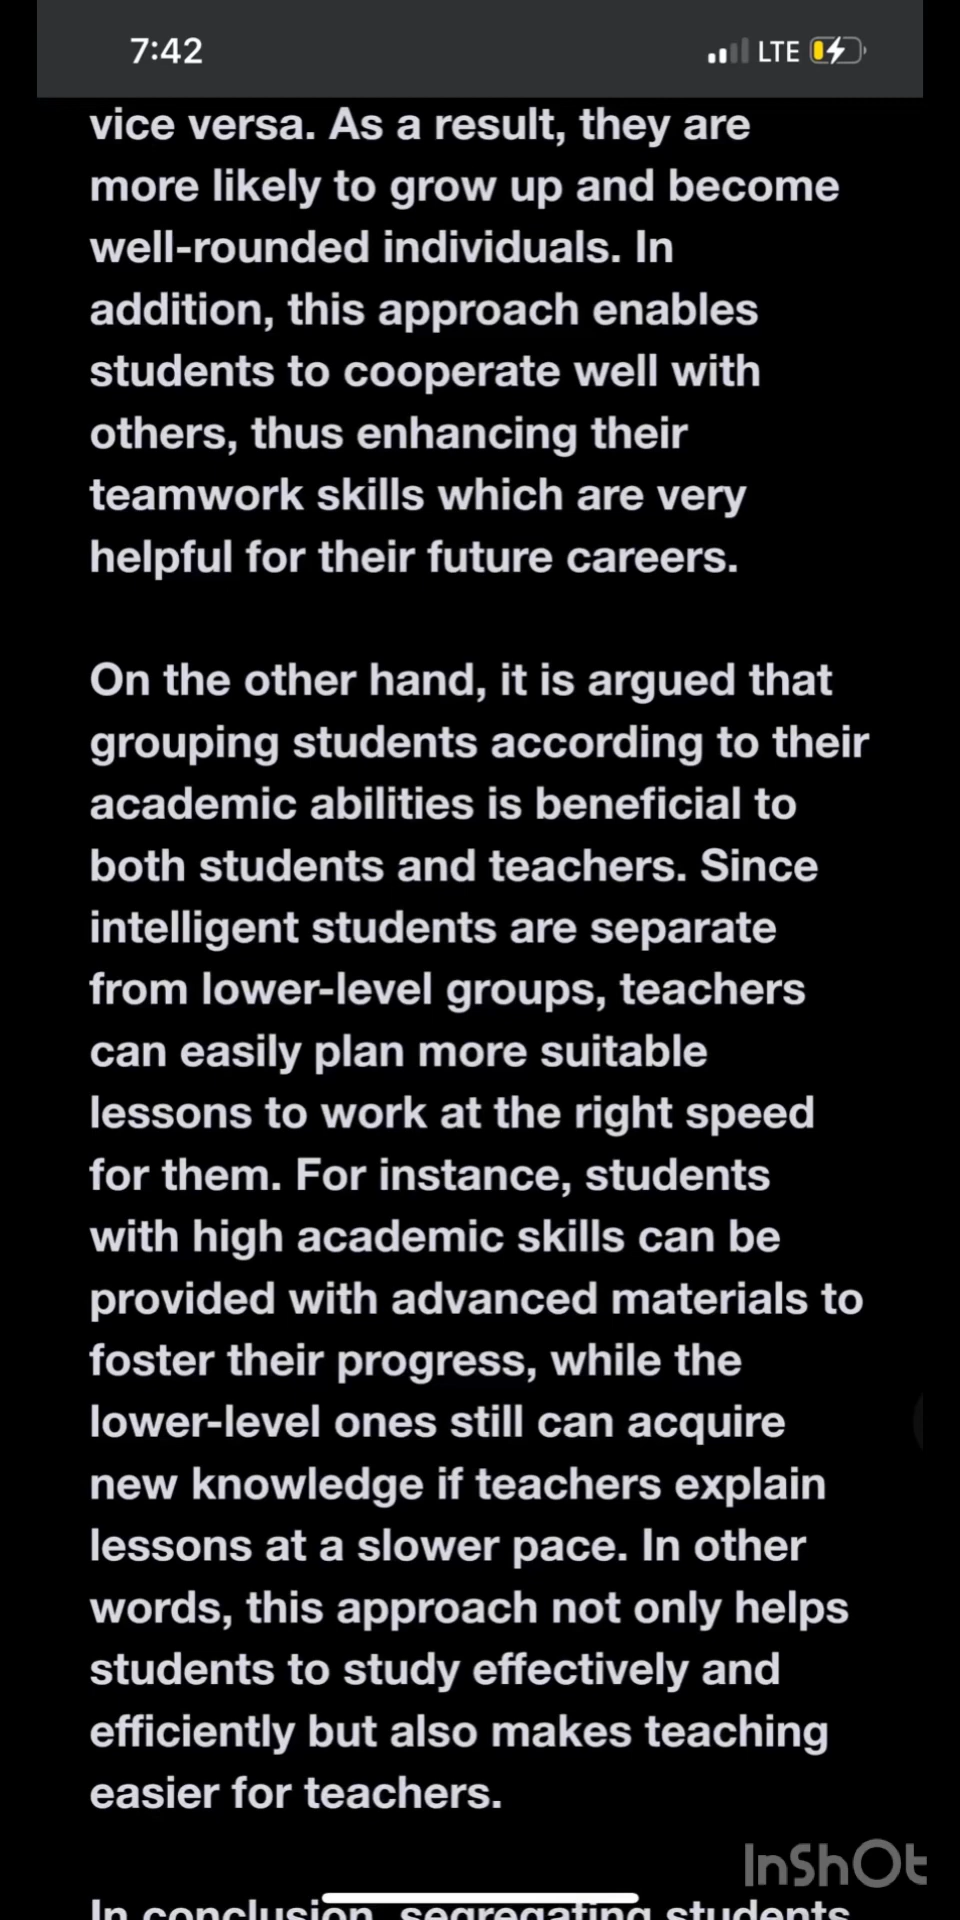 7:42
LTE
vice versa. As a result, they are
more likely to grow up and become
well-rounded individuals. In
addition, this approach enables
students to cooperate well with
others, thus enhancing their
teamwork skills which are very
helpful for their future careers.
On the other hand, it is argued that
grouping students according to their
academic abilities is beneficial to
both students and teachers. Since
intelligent students are separate
from lower-level groups, teachers
can easily plan more suitable
lessons to work at the right speed
for them. For instance, students
with high academic skills can be
provided with advanced materials to
foster their progress, while the
lower-level ones still can acquire
new knowledge if teachers explain
lessons at a slower pace. In other
words, this approach not only helps
students to study effectively and
efficiently but also makes teaching
easier for teachers.
InShOt
In conclusion, segregating students